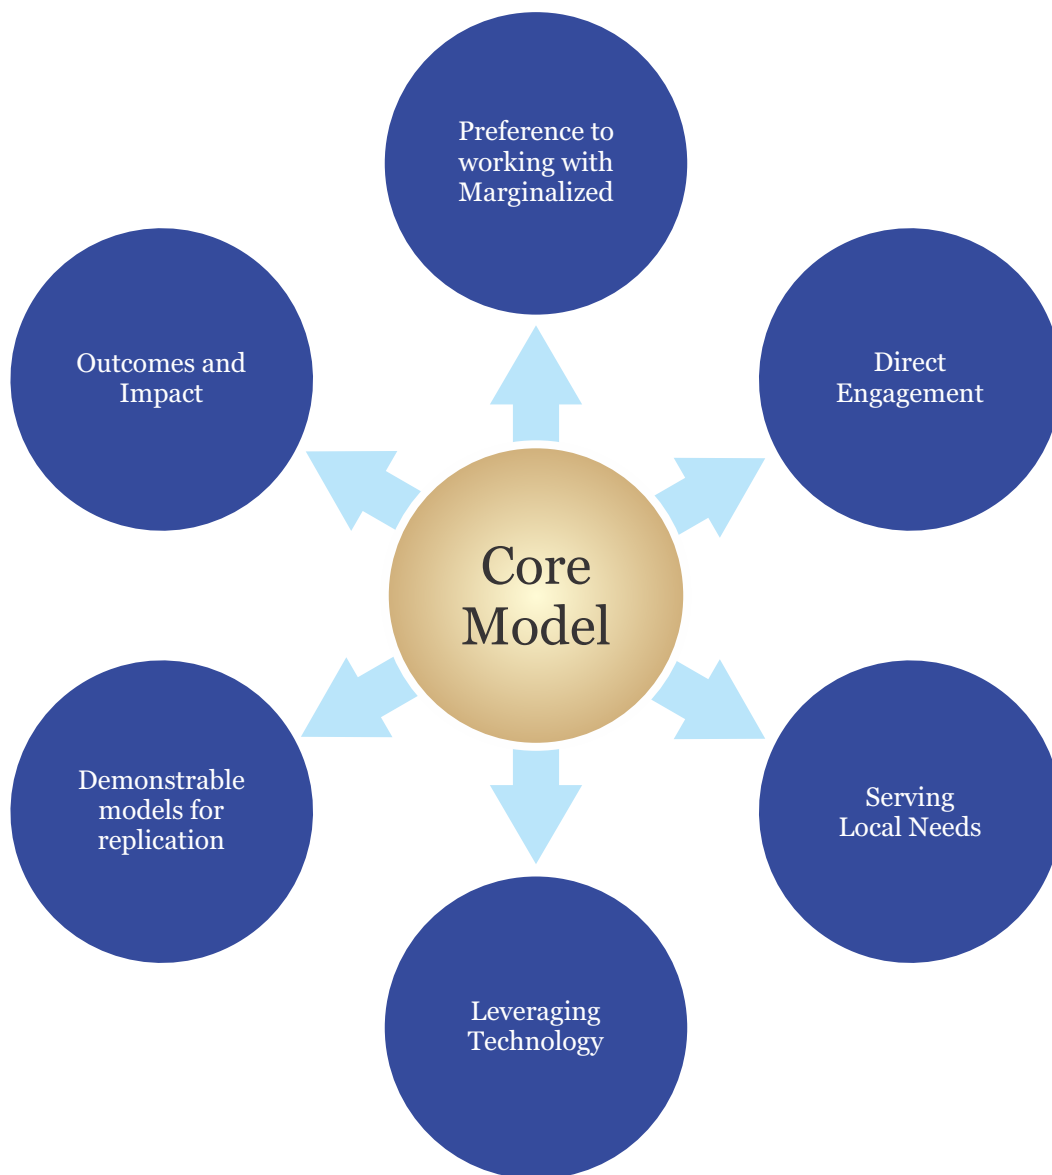 Preference to
working with
Marginalized
Outcomes and
Impact
Direct
Engagement
Core
Model
Demonstrable
models for
replication
Serving
Local Needs
Leveraging
Technology